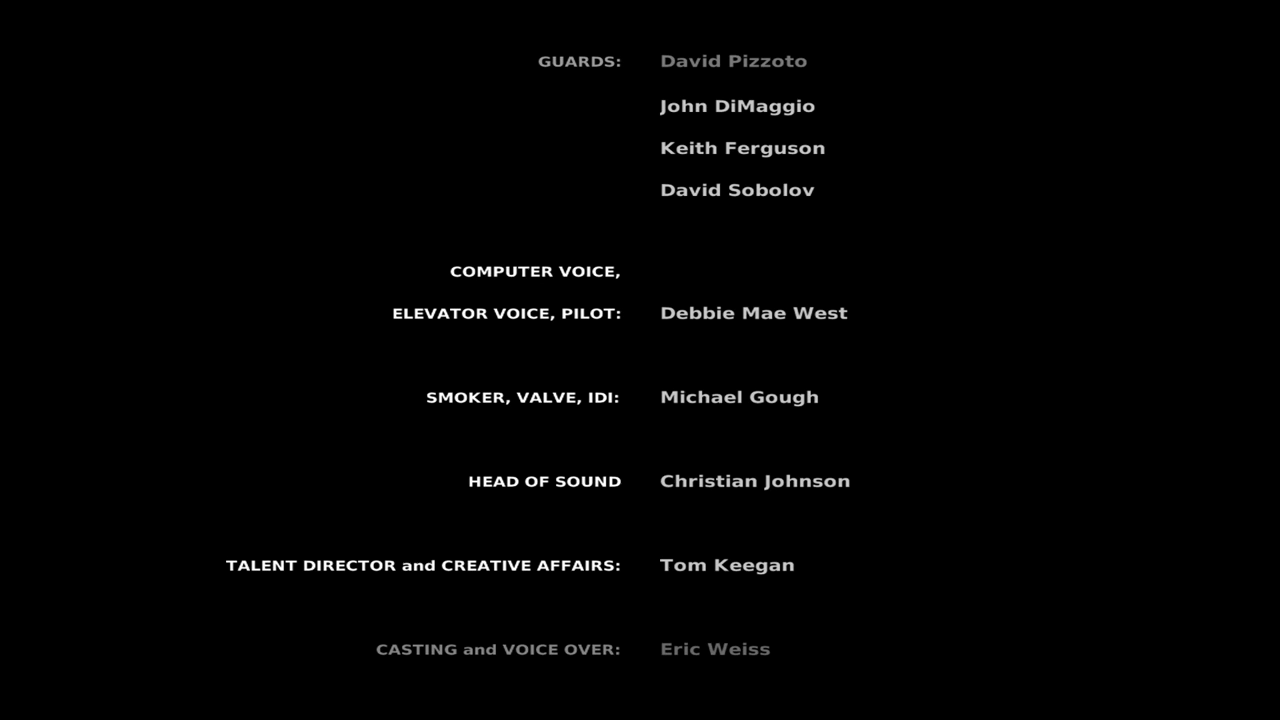 GUARDS: David Pizzoto
John DiMaggio
Keith Ferguson
David Sobolov
COMPUTER VOICE,
ELEVATOR VOICE, PILOT: Debbie Mae West
SMOKER, VALVE, IDI: Michael Gough
HEAD OF SOUND Christian Johnson
TALENT DIRECTOR and CREATIVE AFFAIRS: Tom Keegan
CASTING and VOICE OVER: Eric Weiss